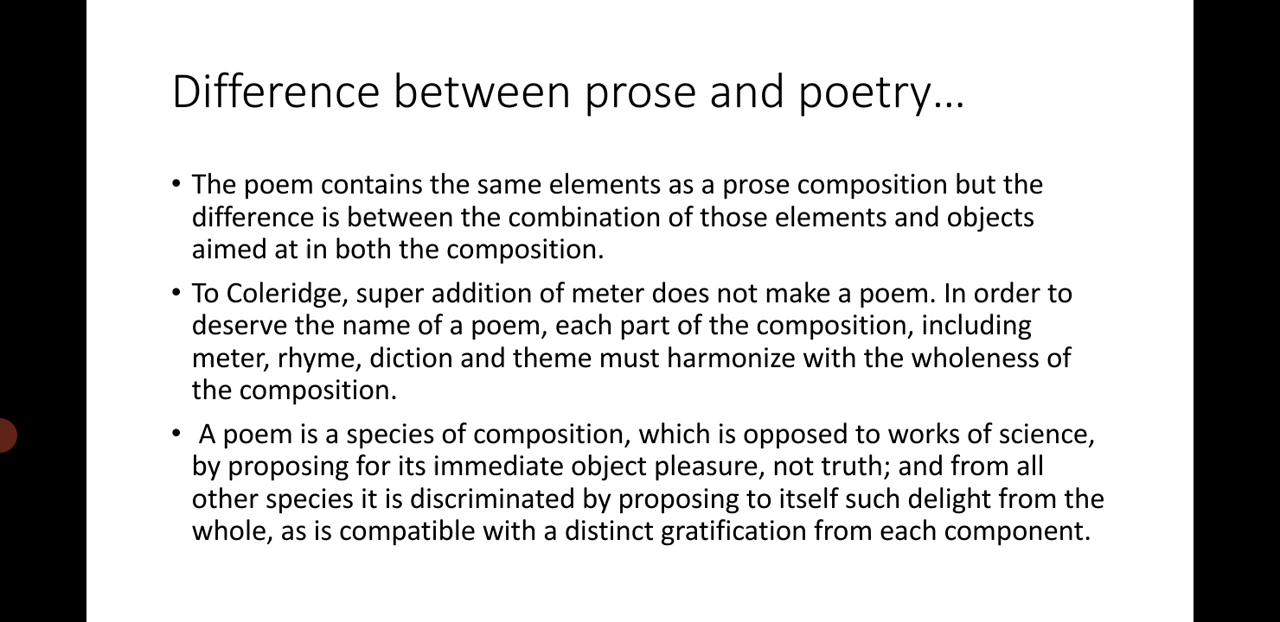 Difference between prose and poetry...
• The poem contains the same elements as a prose composition but the
difference is between the combination of those elements and objects
aimed at in both the composition.
• To Coleridge, super addition of meter does not make a poem. In order to
deserve the name of a poem, each part of the composition, including
meter, rhyme, diction and theme must harmonize with the wholeness of
the composition.
• A poem is a species of composition, which is opposed to works of science,
by proposing for its immediate object pleasure, not truth; and from all
other species it is discriminated by proposing to itself such delight from the
whole, as is compatible with a distinct gratification from each component.